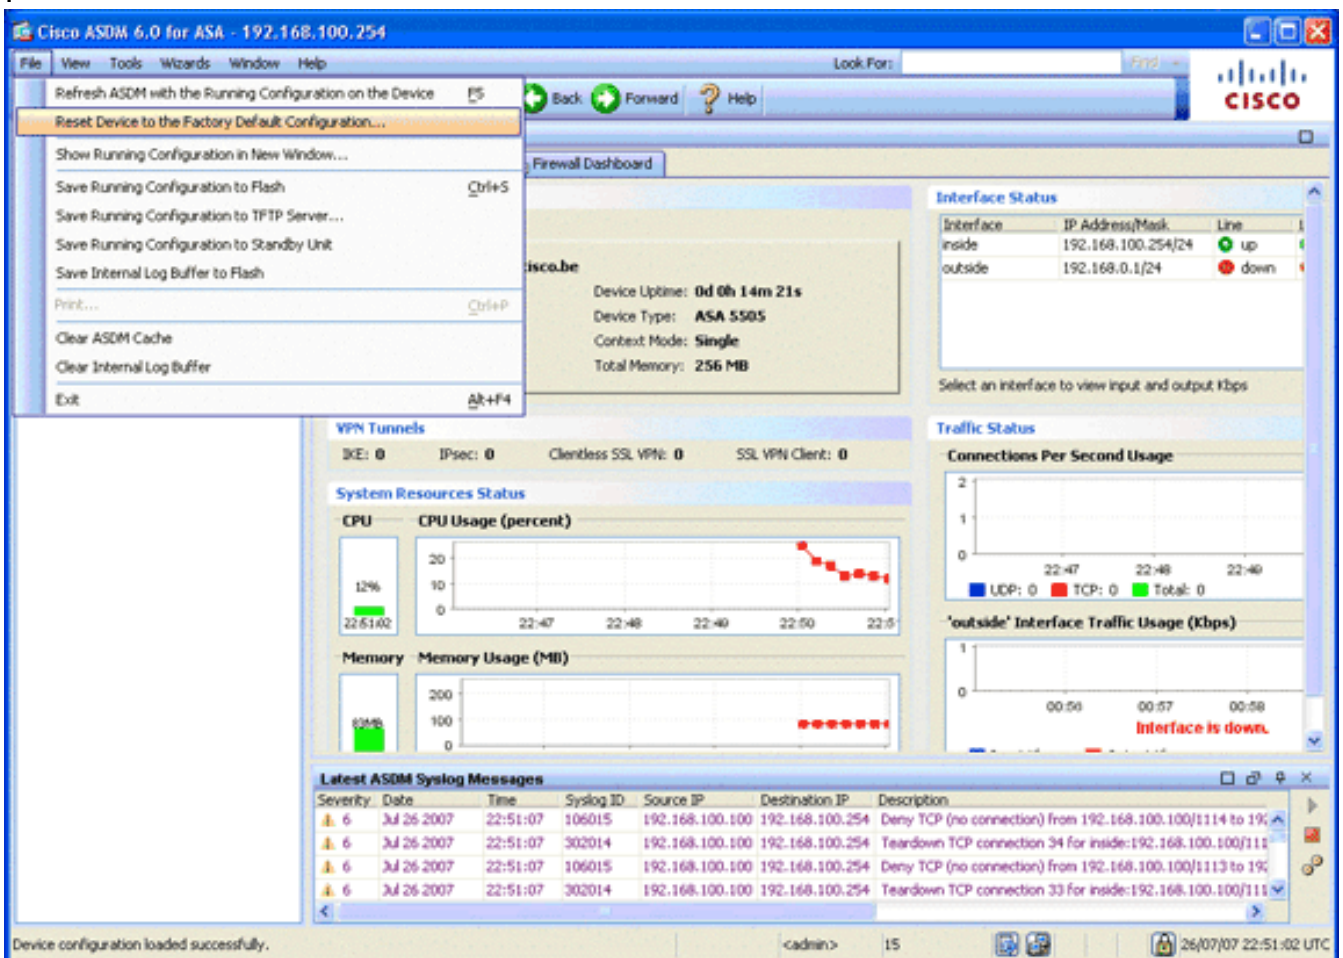 Cisco ASDM 6.0 for ASA - 192.168.100.254
File View Tools Wizards Window Help
Look For:
Find
CISCO
Back Forward Help
Refresh ASDM with the Running Configuration on the Device F5
Reset Device to the Factory Default Configuration...
Show Running Configuration in New Window...
Save Running Configuration to Flash Ctrl+S
Save Running Configuration to TFTP Server...
Save Running Configuration to Standby Unit
Save Internal Log Buffer to Flash
Print... Ctrl+P
Clear ASDM Cache
Clear Internal Log Buffer
Exit Alt+F4
Firewall Dashboard
isco.be
Device Uptime: 0d 0h 14m 21s
Device Type: ASA 5505
Context Mode: Single
Total Memory: 256 MB
Interface Status
Interface IP Address/Mask Line
inside 192.168.100.254/24 up
outside 192.168.0.1/24 down
Select an interface to view input and output Kbps
VPN Tunnels
IKE: 0 IPsec: 0 Clientless SSL VPN: 0 SSL VPN Client: 0
System Resources Status
CPU CPU Usage (percent)
20
10
0
12%
22:51:02
22:47 22:48 22:49 22:50 22:5
Memory Memory Usage (MB)
200
100
0
83MB
Traffic Status
Connections Per Second Usage
2
1
0
22:47 22:48 22:49
UDP: 0 TCP: 0 Total: 0
'outside' Interface Traffic Usage (Kbps)
1
0
00:56 00:57 00:58
Interface is down.
Latest ASDM Syslog Messages
Severity Date Time Syslog ID Source IP Destination IP Description
6 Jul 26 2007 22:51:07 106015 192.168.100.100 192.168.100.254 Deny TCP (no connection) from 192.168.100.100/1114 to 192
6 Jul 26 2007 22:51:07 302014 192.168.100.100 192.168.100.254 Teardown TCP connection 34 for inside:192.168.100.100/111
6 Jul 26 2007 22:51:07 106015 192.168.100.100 192.168.100.254 Deny TCP (no connection) from 192.168.100.100/1113 to 192
6 Jul 26 2007 22:51:07 302014 192.168.100.100 192.168.100.254 Teardown TCP connection 33 for inside:192.168.100.100/111
Device configuration loaded successfully.
<admin> 15
26/07/07 22:51:02 UTC